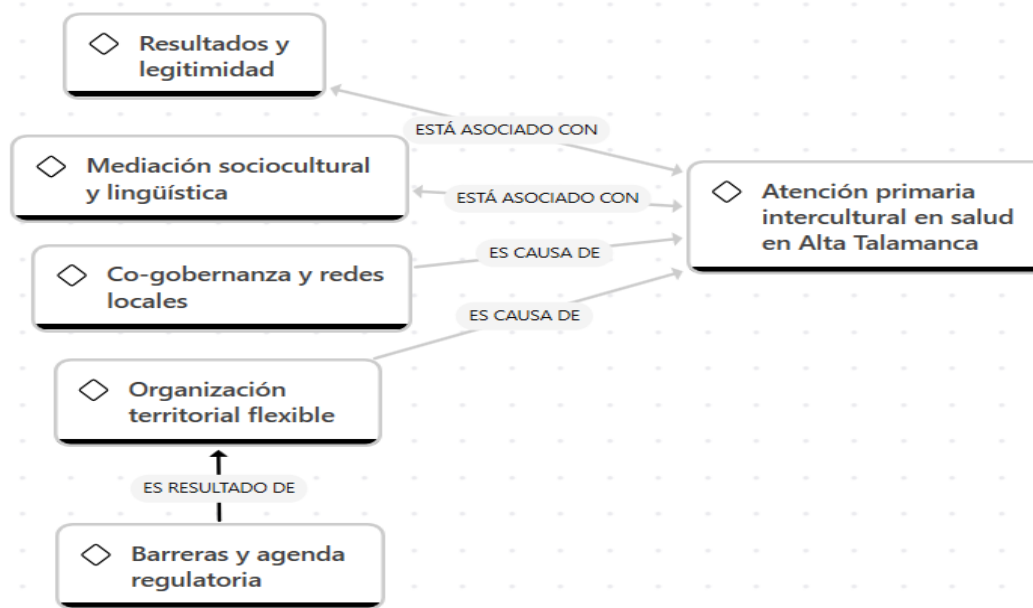 Resultados y
legitimidad
ESTÁ ASOCIADO CON
Mediación sociocultural
y lingüística
ESTÁ ASOCIADO CON
Atención primaria
intercultural en salud
en Alta Talamanca
Co-gobernanza y redes
locales
ES CAUSA DE
ES CAUSA DE
Organización
territorial flexible
ES RESULTADO DE
Barreras y agenda
regulatoria